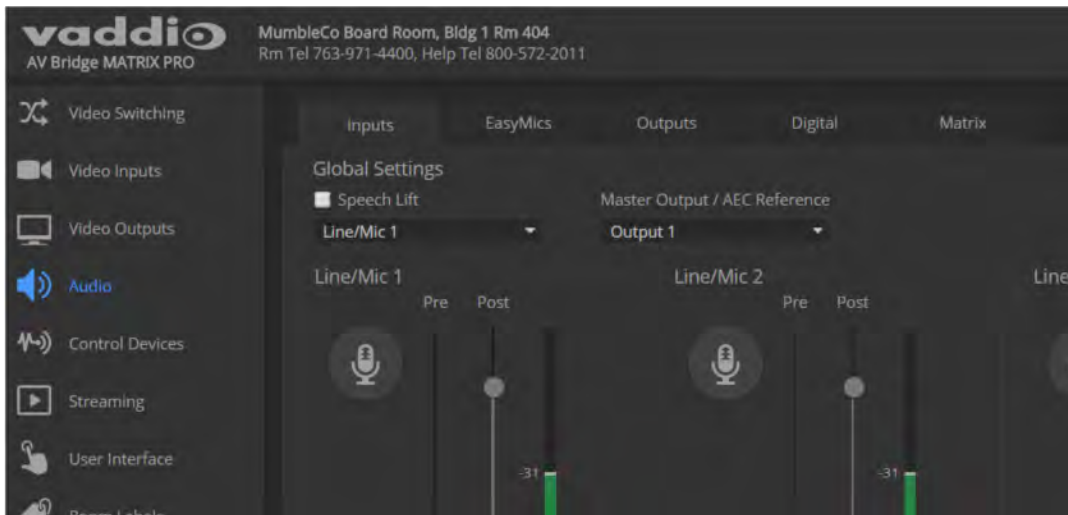 vaddio
AV Bridge MATRIX PRO
MumbleCo Board Room, Bldg 1 Rm 404
Rm Tel 763-971-4400, Help Tel 800-572-2011
Video Switching
Video Inputs
Video Outputs
Audio
Control Devices
Streaming
User Interface
Room Labels
Inputs EasyMics Outputs Digital Matrix
Global Settings
Speech Lift Master Output / AEC Reference
Line/Mic 1 Output 1
Line/Mic 1 Line/Mic 2 Line
Pre Post Pre Post
-31 -31